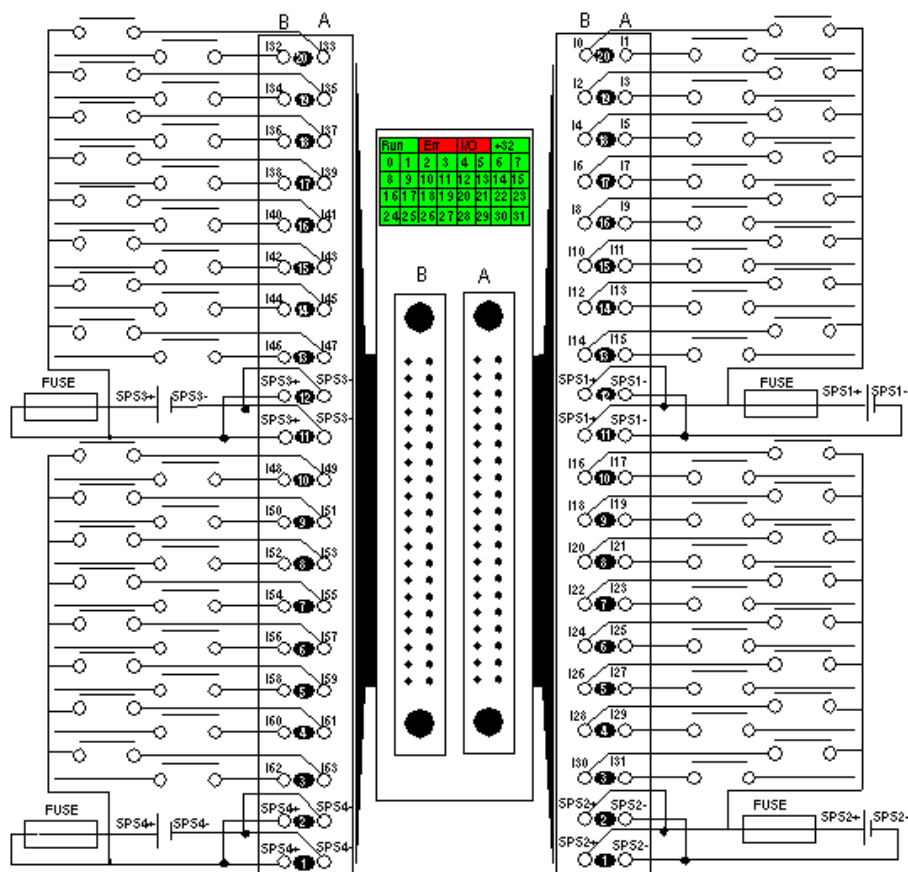 B A
I32 20 I33
I34 19 I35
I36 18 I37
I38 17 I39
I40 16 I41
I42 15 I43
I44 14 I45
I46 13 I47
FUSE SPS3+ SPS3- SPS3+ 12 SPS3-
SPS3+ 11 SPS3-
I48 10 I49
I50 9 I51
I52 8 I53
I54 7 I55
I56 6 I57
I58 5 I59
I60 4 I61
I62 3 I63
FUSE SPS4+ SPS4- SPS4+ 2 SPS4-
SPS4+ 1 SPS4-
Run Err I/O +32
0 1 2 3 4 5 6 7
8 9 10 11 12 13 14 15
16 17 18 19 20 21 22 23
24 25 26 27 28 29 30 31
B A
B A
I0 20 I1
I2 19 I3
I4 18 I5
I6 17 I7
I8 16 I9
I10 15 I11
I12 14 I13
I14 13 I15
SPS1+ 12 SPS1- FUSE SPS1+ SPS1-
SPS1+ 11
I16 10 I17
I18 9 I19
I20 8 I21
I22 7 I23
I24 6 I25
I26 5 I27
I28 4 I29
I30 3 I31
SPS2+ 2 SPS2- FUSE SPS2+ SPS2-
SPS2+ 1